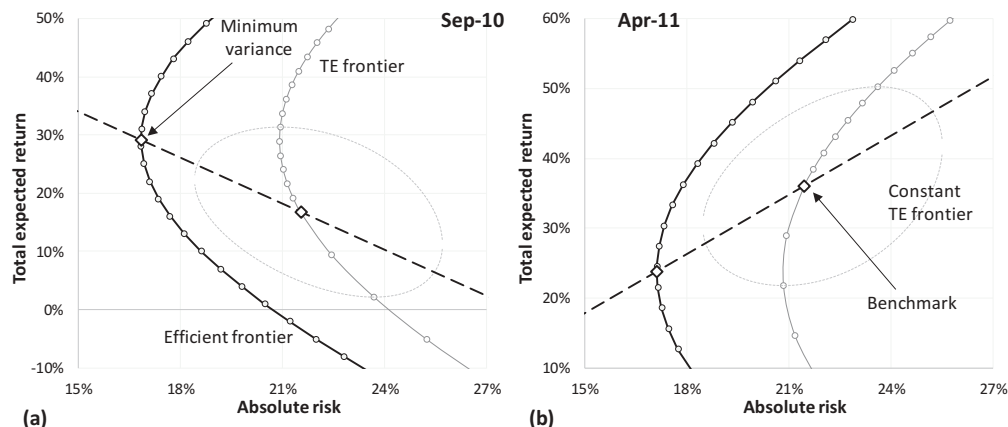 Sep-10
50%
40%
30%
20%
10%
0%
-10%
Total expected return
Minimum
variance
TE frontier
Efficient frontier
15%
18%
21%
24%
27%
Absolute risk
(a)
Apr-11
60%
50%
40%
30%
20%
10%
Total expected return
Constant
TE frontier
Benchmark
15%
18%
21%
24%
27%
Absolute risk
(b)